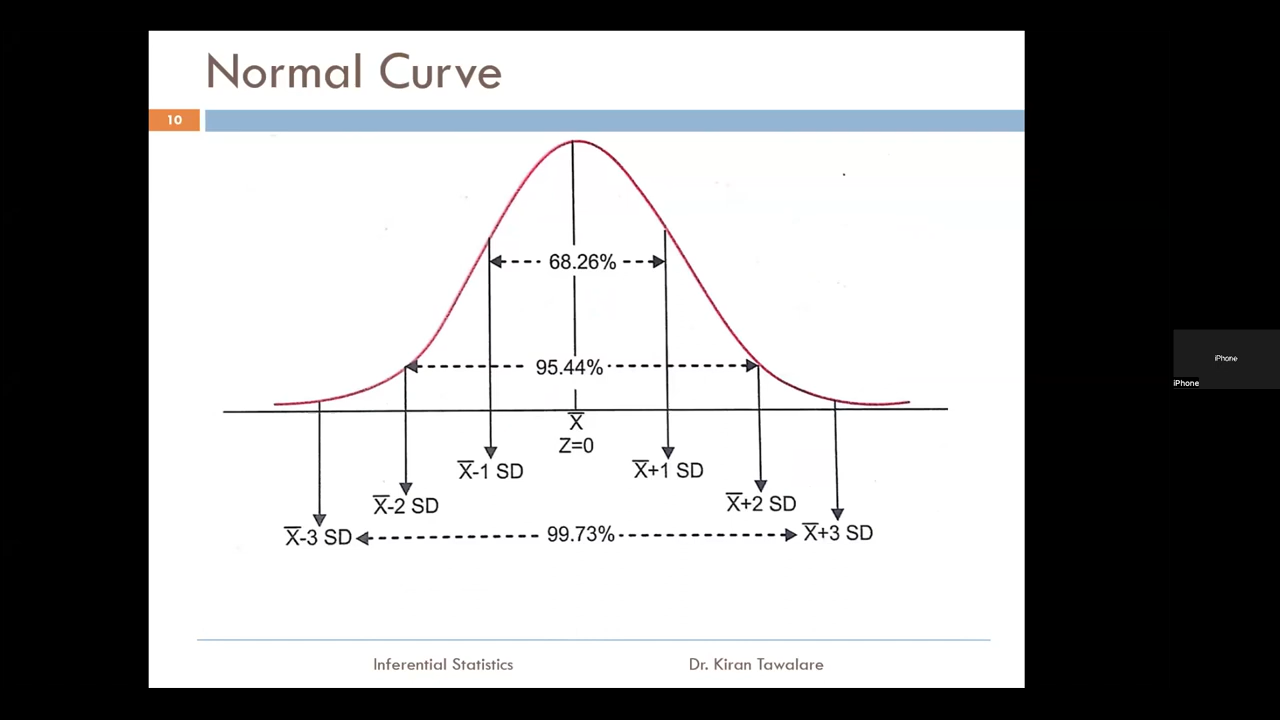 Normal Curve
10
68.26%
95.44%
X̅
Z=0
X̅-1 SD
X̅+1 SD
X̅-2 SD
X̅+2 SD
X̅-3 SD
99.73%
X̅+3 SD
Inferential Statistics
Dr. Kiran Tawalare
iPhone
iPhone